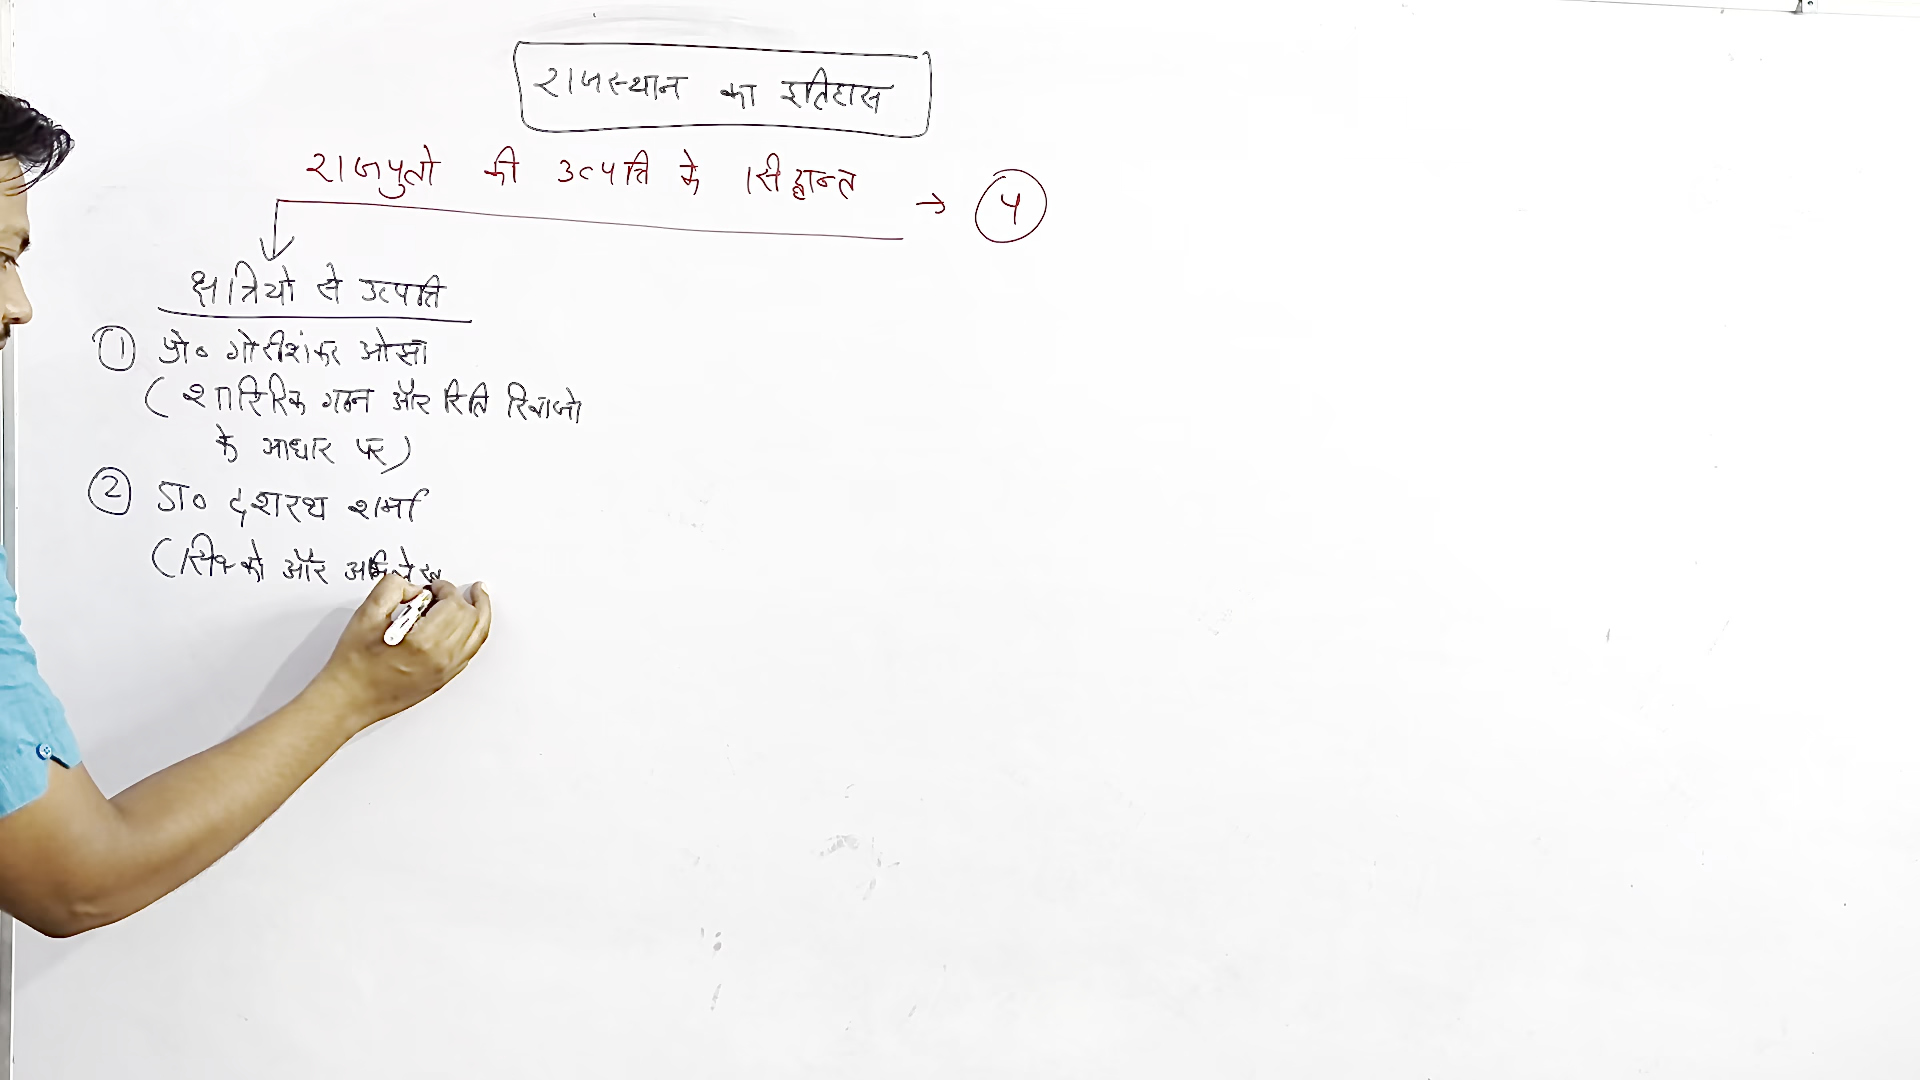 राजस्थान का इतिहास
राजपुतो की उत्पत्ति के सिद्धान्त → 4
क्षत्रियो से उत्पत्ति
① प्रो० गोरीशंकर ओझा
(शारिरिक गठन और रिति रिवाजो
के आधार पर)
② डा० दशरथ शर्मा
(सिक्को और अभिलेख